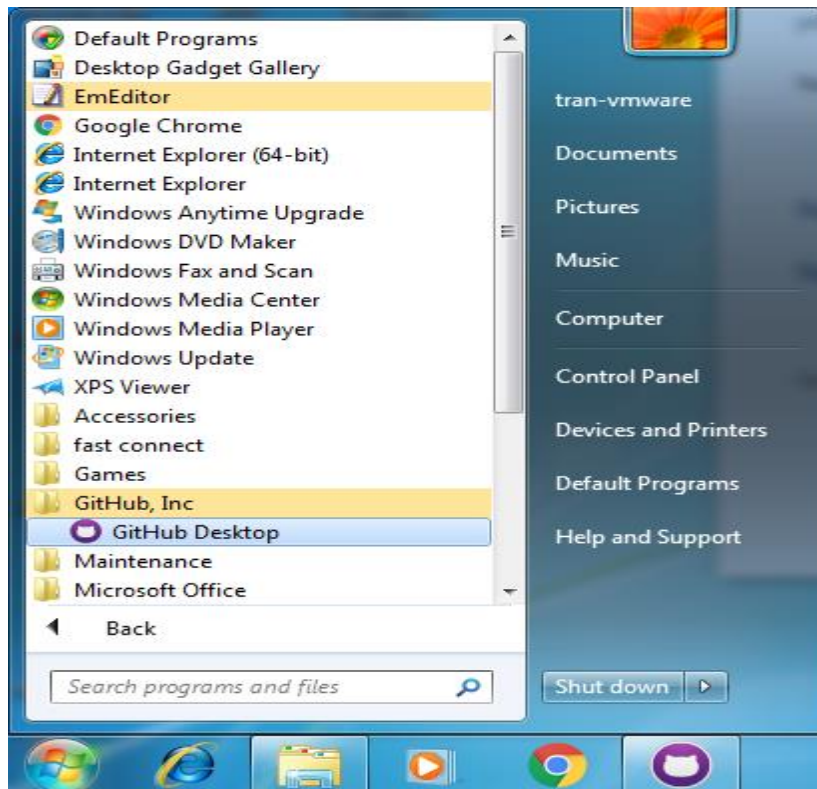 Default Programs
Desktop Gadget Gallery
EmEditor
Google Chrome
Internet Explorer (64-bit)
Internet Explorer
Windows Anytime Upgrade
Windows DVD Maker
Windows Fax and Scan
Windows Media Center
Windows Media Player
Windows Update
XPS Viewer
Accessories
fast connect
Games
GitHub, Inc
GitHub Desktop
Maintenance
Microsoft Office
Back
Search programs and files
tran-vmware
Documents
Pictures
Music
Computer
Control Panel
Devices and Printers
Default Programs
Help and Support
Shut down